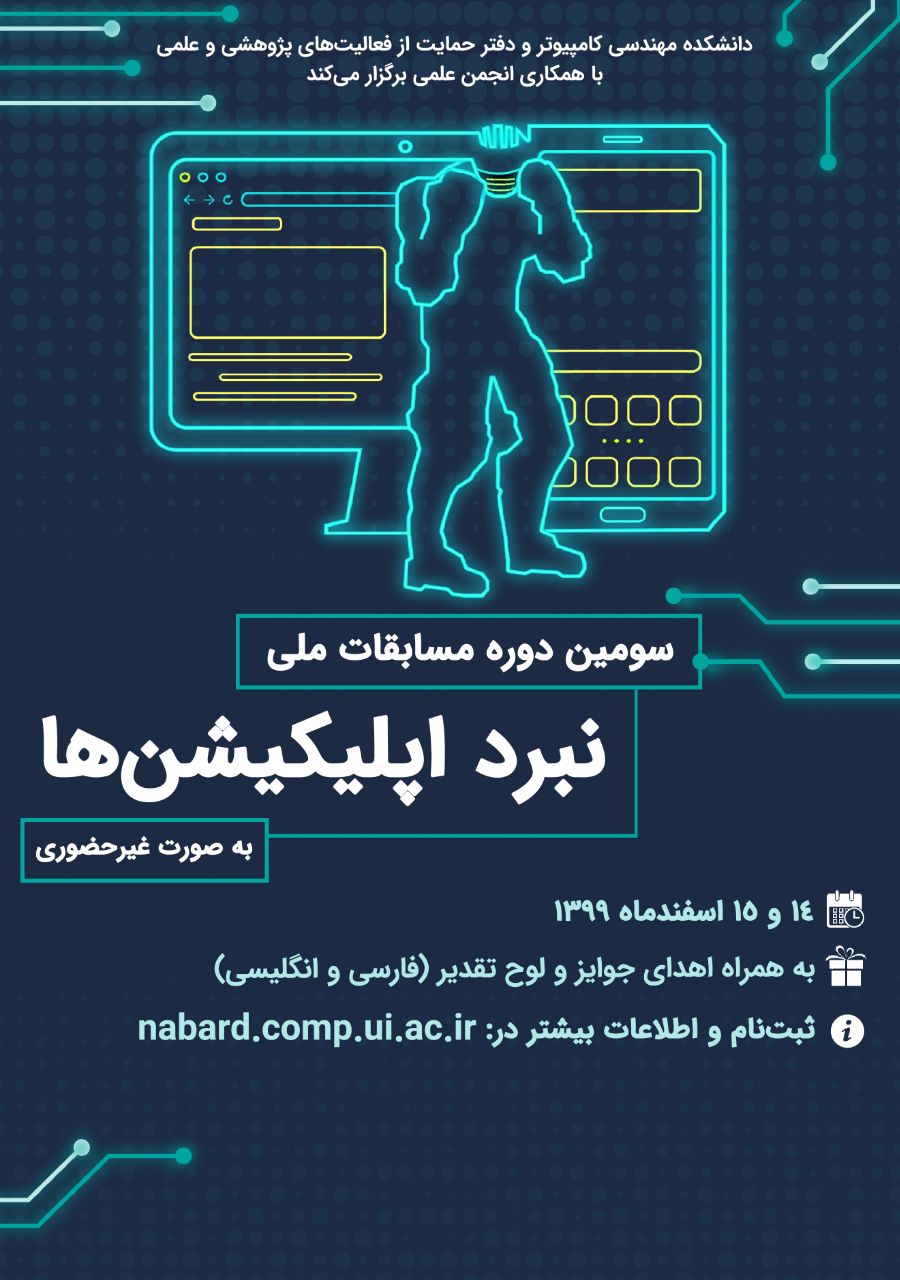 دانشکده مهندسی کامپیوتر و دفتر حمایت از فعالیت‌های پژوهشی و علمی
با همکاری انجمن علمی برگزار می‌کند
سومین دوره مسابقات ملی
نبرد اپلیکیشن‌ها
به صورت غیرحضوری
۱۴ و ۱۵ اسفندماه ۱۳۹۹
به همراه اهدای جوایز و لوح تقدیر (فارسی و انگلیسی)
ثبت‌نام و اطلاعات بیشتر در: nabard.comp.ui.ac.ir